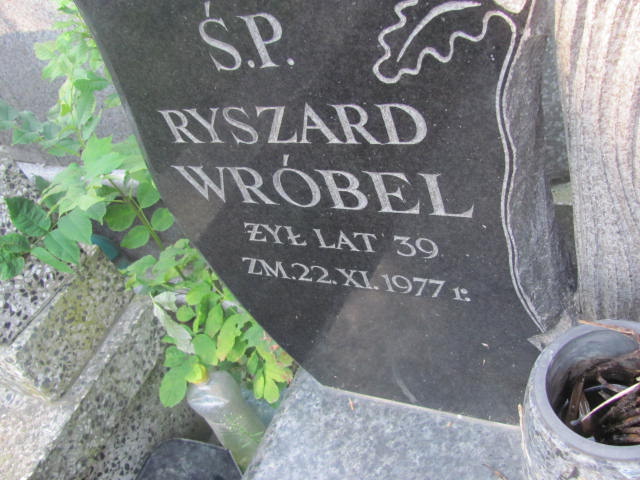 Ś.P.
RYSZARD
WRÓBEL
ŻYŁ LAT 39
ZM. 22. XI. 1977 r.